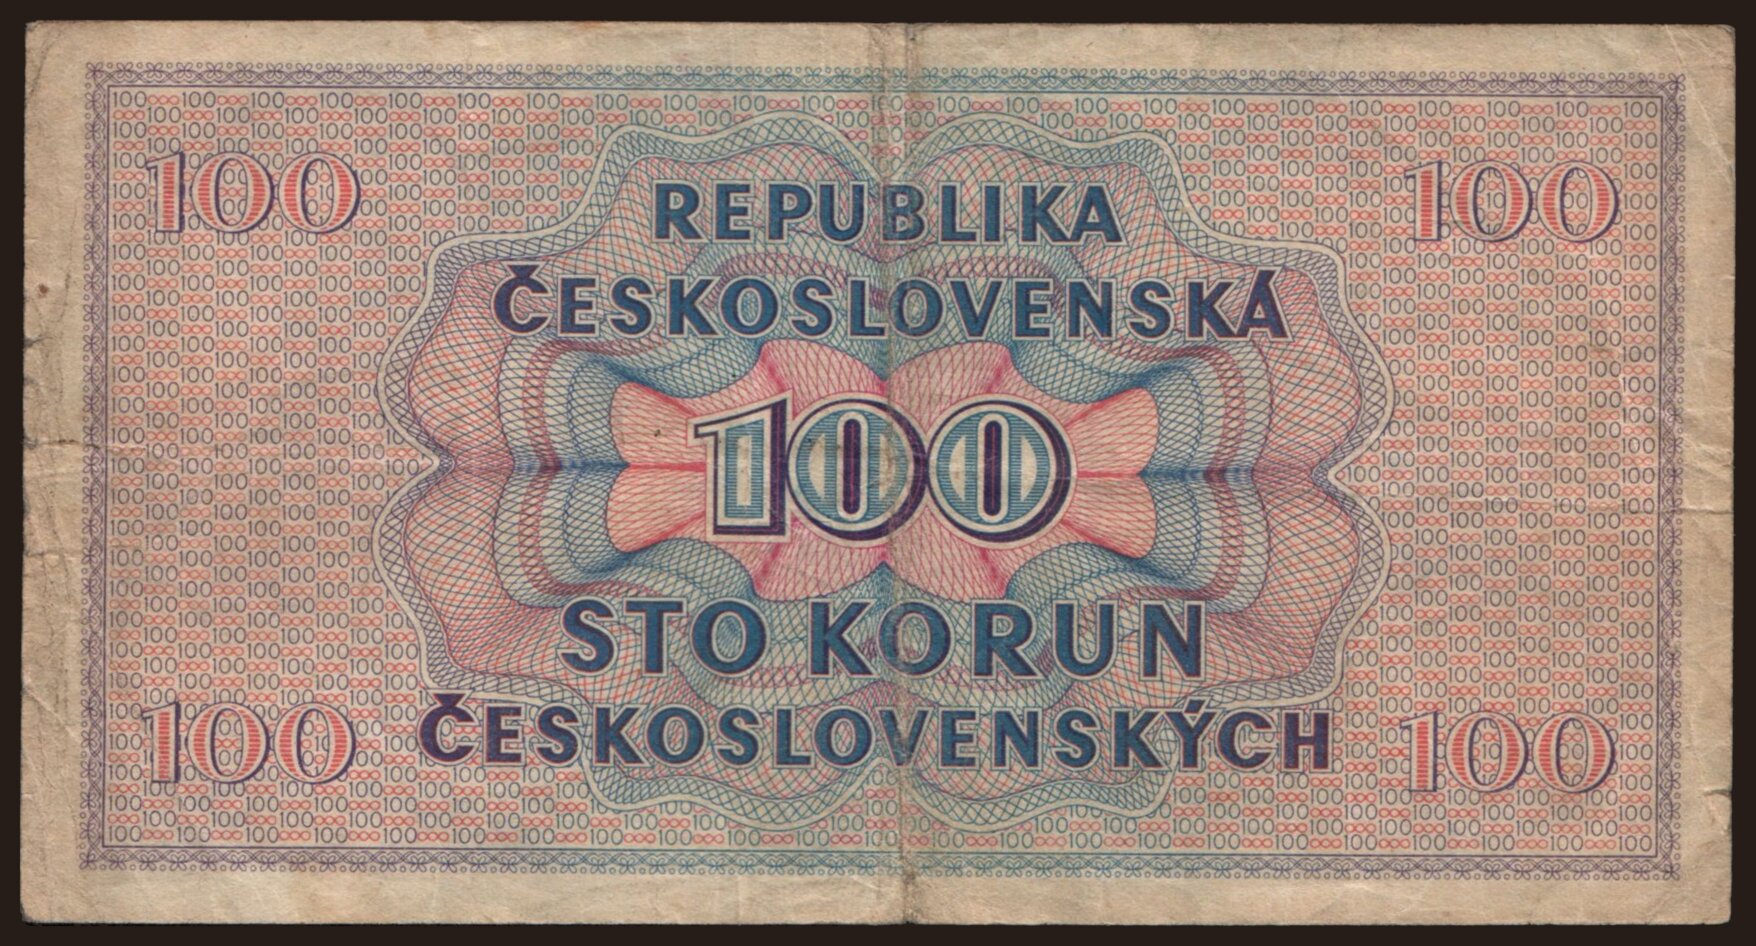 100 100
REPUBLIKA
ČESKOSLOVENSKÁ
100
STO KORUN
ČESKOSLOVENSKÝCH
100 100